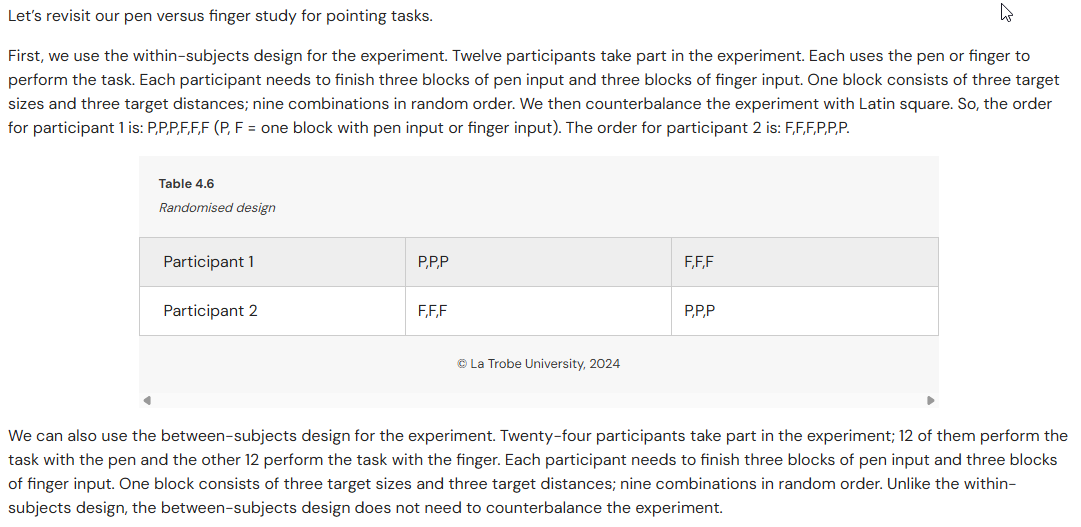 Let's revisit our pen versus finger study for pointing tasks.
First, we use the within-subjects design for the experiment. Twelve participants take part in the experiment. Each uses the pen or finger to
perform the task. Each participant needs to finish three blocks of pen input and three blocks of finger input. One block consists of three target
sizes and three target distances; nine combinations in random order. We then counterbalance the experiment with Latin square. So, the order
for participant 1 is: P,P,P,F,F,F (P, F = one block with pen input or finger input). The order for participant 2 is: F,F,F,P,P,P.
Table 4.6
Randomised design
Participant 1 P,P,P F,F,F
Participant 2 F,F,F P,P,P
© La Trobe University, 2024
We can also use the between-subjects design for the experiment. Twenty-four participants take part in the experiment; 12 of them perform the
task with the pen and the other 12 perform the task with the finger. Each participant needs to finish three blocks of pen input and three blocks
of finger input. One block consists of three target sizes and three target distances; nine combinations in random order. Unlike the within-
subjects design, the between-subjects design does not need to counterbalance the experiment.